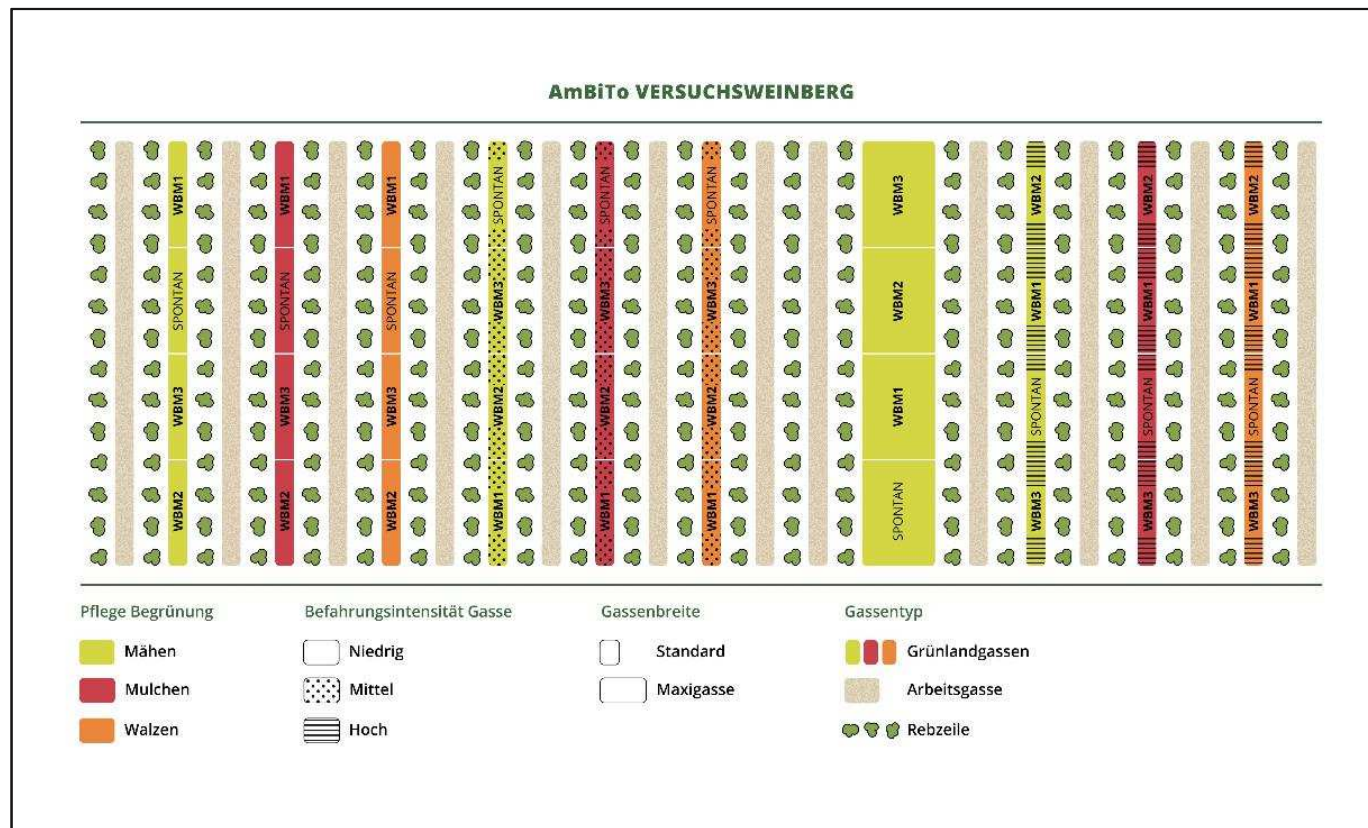 AmBiTo VERSUCHSWEINBERG
WBM1
SPONTAN
WBM3
WBM2
WBM1
SPONTAN
WBM3
WBM2
WBM1
SPONTAN
WBM3
WBM2
SPONTAN
WBM3
WBM2
WBM1
SPONTAN
WBM3
WBM2
WBM1
SPONTAN
WBM3
WBM2
WBM1
WBM3
WBM2
WBM1
SPONTAN
WBM2
WBM1
SPONTAN
WBM3
WBM2
WBM1
SPONTAN
WBM3
WBM2
WBM1
SPONTAN
WBM3
Pflege Begrünung
Mähen
Mulchen
Walzen
Befahrungsintensität Gasse
Niedrig
Mittel
Hoch
Gassenbreite
Standard
Maxigasse
Gassentyp
Grünlandgassen
Arbeitsgasse
Rebzeile